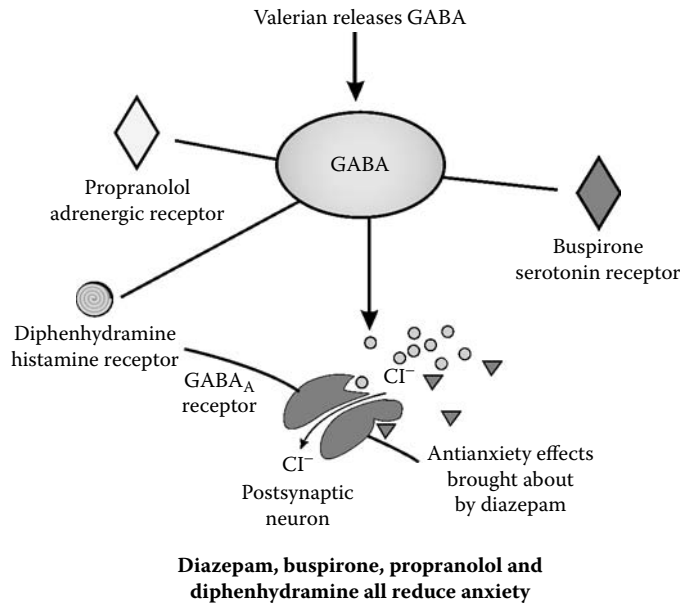 Valerian releases GABA
GABA
Propranolol
adrenergic receptor
Buspirone
serotonin receptor
Diphenhydramine
histamine receptor
GABAA
receptor
CI–
CI–
Postsynaptic
neuron
Antianxiety effects
brought about
by diazepam
Diazepam, buspirone, propranolol and
diphenhydramine all reduce anxiety